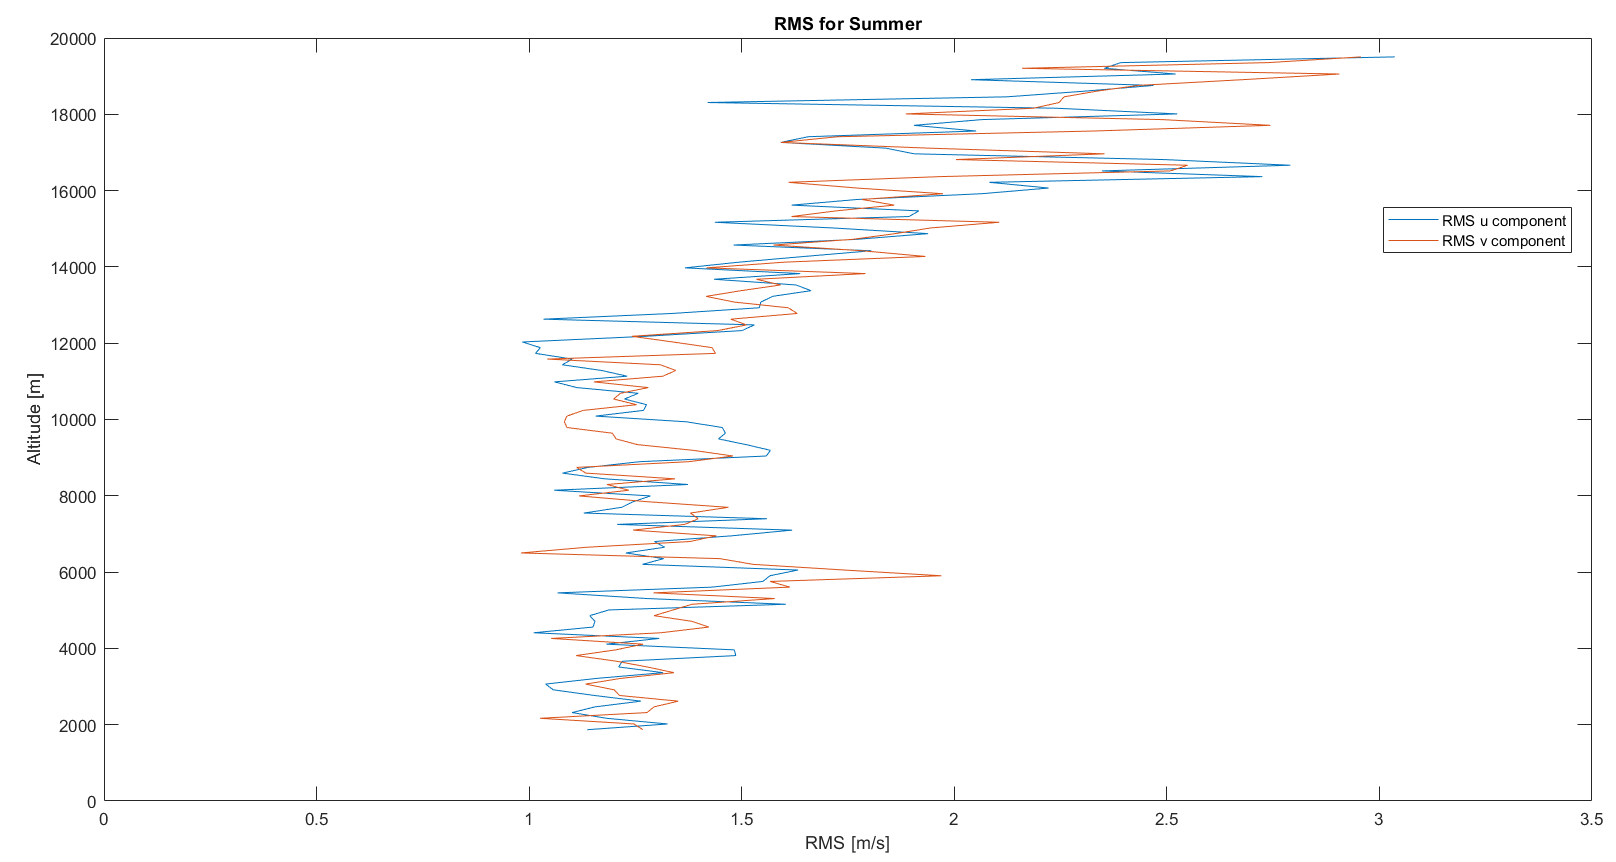 RMS for Summer
20000
18000
16000
14000
12000
10000
8000
6000
4000
2000
0
Altitude [m]
RMS u component
RMS v component
0 0.5 1 1.5 2 2.5 3 3.5
RMS [m/s]